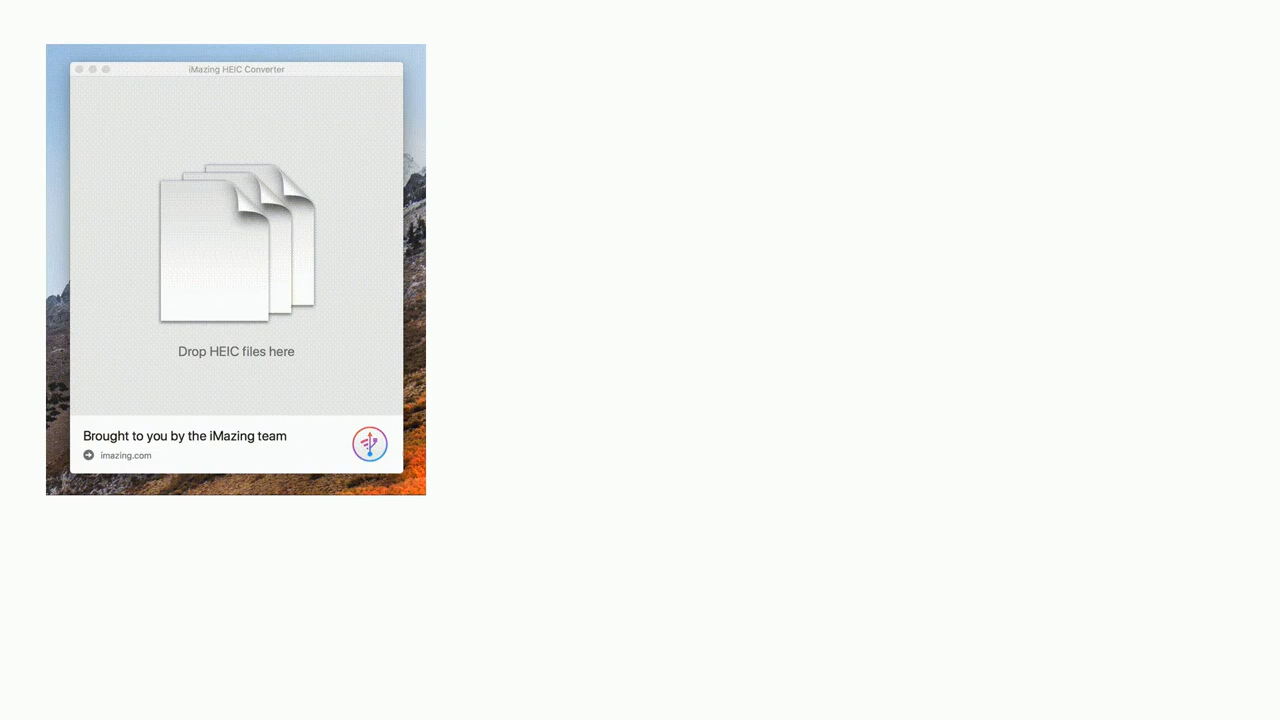 iMazing HEIC Converter
Drop HEIC files here
Brought to you by the iMazing team
imazing.com